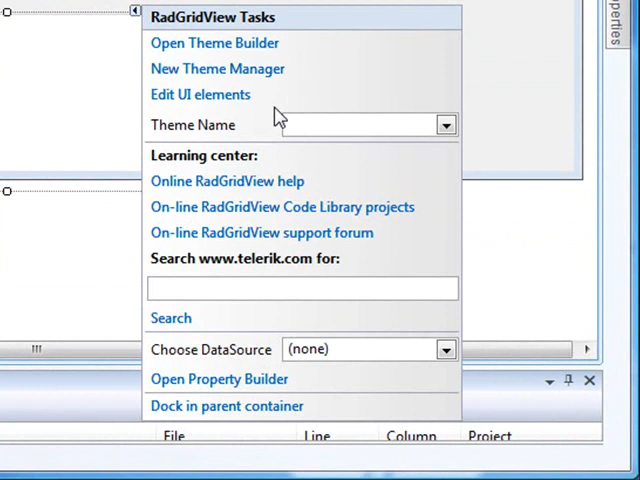 RadGridView Tasks
Open Theme Builder
New Theme Manager
Edit UI elements
Theme Name
Learning center:
Online RadGridView help
On-line RadGridView Code Library projects
On-line RadGridView support forum
Search www.telerik.com for:
Search
Choose DataSource (none)
Open Property Builder
Dock in parent container
File Line Column Project
Properties